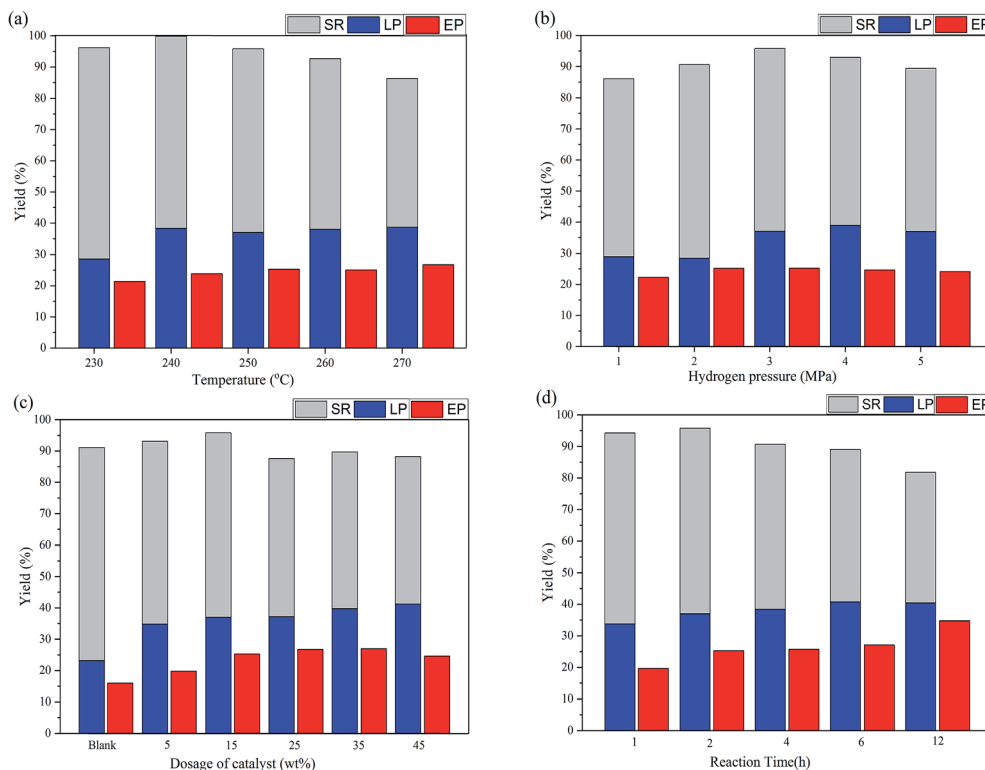 (a)
SR LP EP
100
90
80
70
60
50
40
30
20
10
0
Yield (%)
230 240 250 260 270
Temperature (°C)
(b)
SR LP EP
100
90
80
70
60
50
40
30
20
10
0
Yield (%)
1 2 3 4 5
Hydrogen pressure (MPa)
(c)
SR LP EP
100
90
80
70
60
50
40
30
20
10
0
Yield (%)
Blank 5 15 25 35 45
Dosage of catalyst (wt%)
(d)
SR LP EP
100
90
80
70
60
50
40
30
20
10
0
Yield (%)
1 2 4 6 12
Reaction Time(h)